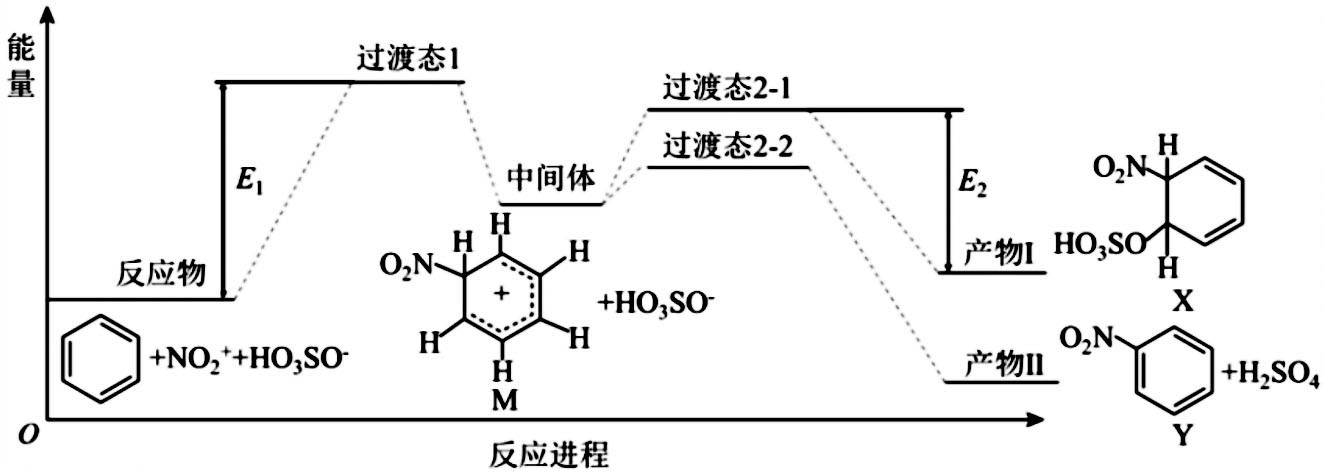 能量
过渡态1
过渡态2-1
过渡态2-2
E₁
中间体
E₂
反应物
产物I
产物II
+NO₂⁺+HO₃SO⁻
O₂N
H
H
H
+
H
H
H
M
+HO₃SO⁻
H
O₂N
HO₃SO
H
X
O₂N
+H₂SO₄
Y
O
反应进程